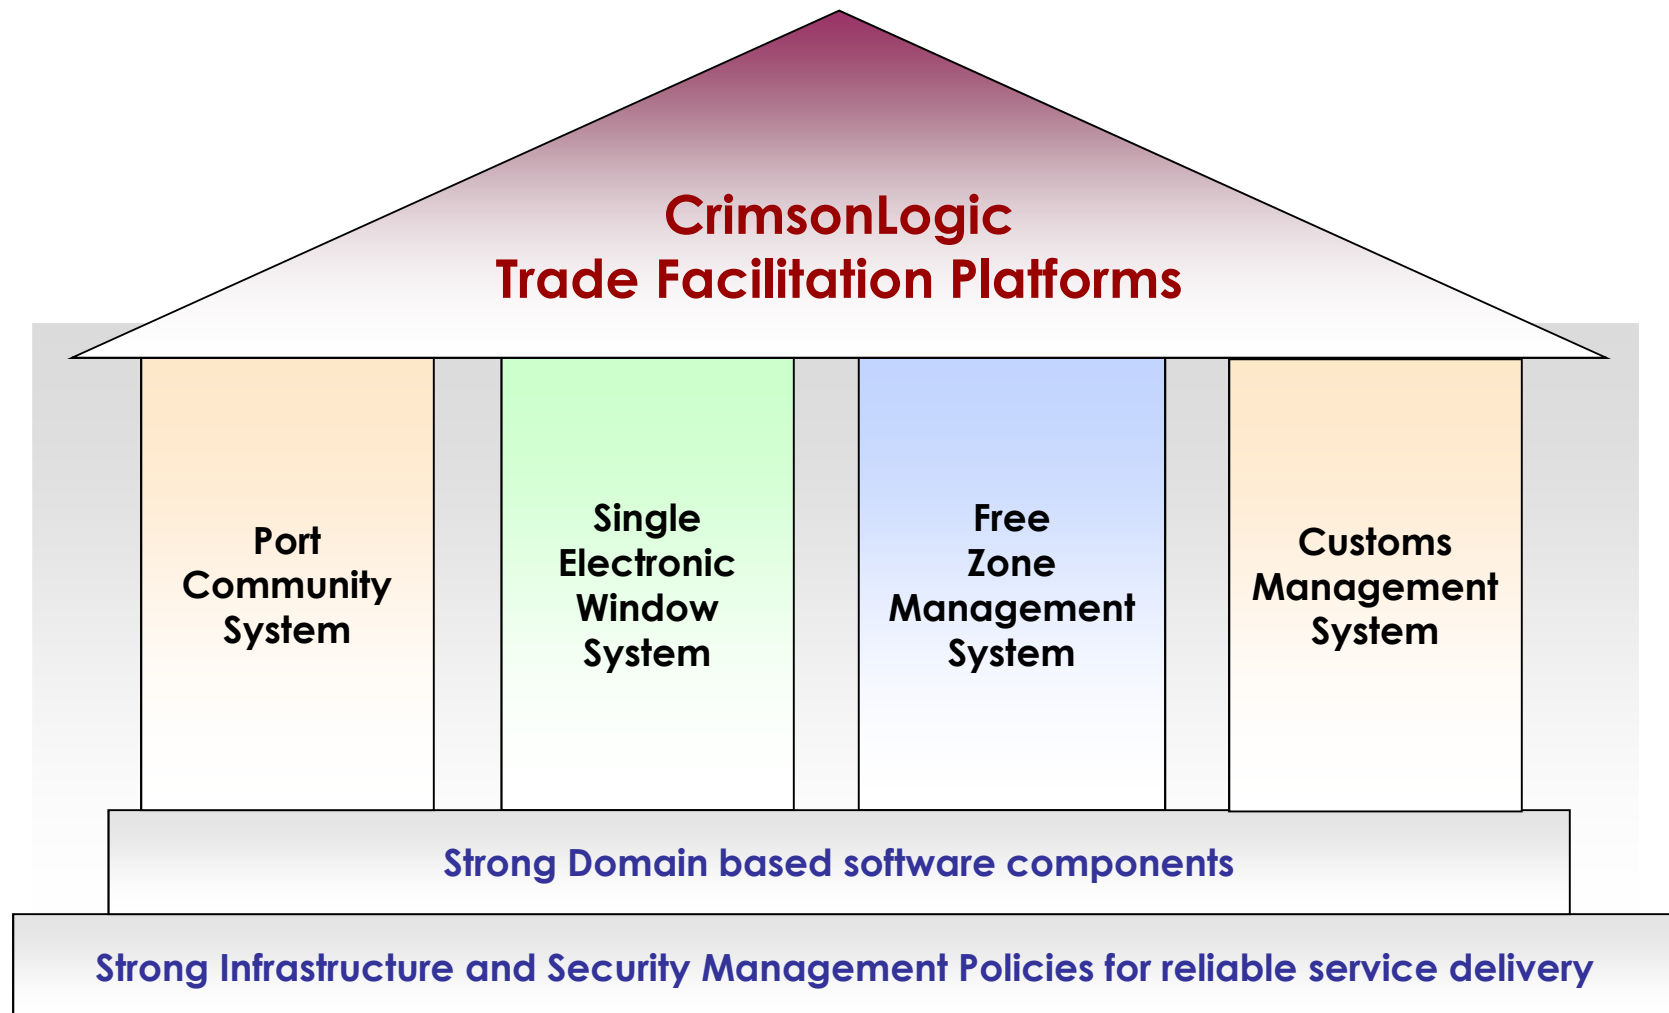 CrimsonLogic
Trade Facilitation Platforms
Port
Community
System
Single
Electronic
Window
System
Free
Zone
Management
System
Customs
Management
System
Strong Domain based software components
Strong Infrastructure and Security Management Policies for reliable service delivery